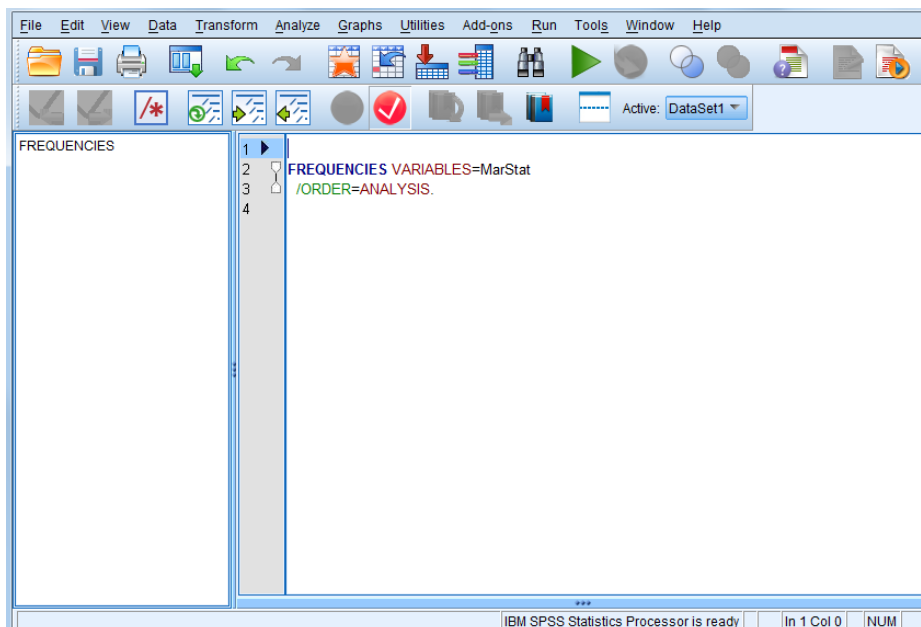 File Edit View Data Transform Analyze Graphs Utilities Add-ons Run Tools Window Help
/*
Active: DataSet1
FREQUENCIES
1
2 FREQUENCIES VARIABLES=MarStat
3 /ORDER=ANALYSIS.
4
IBM SPSS Statistics Processor is ready In 1 Col 0 NUM